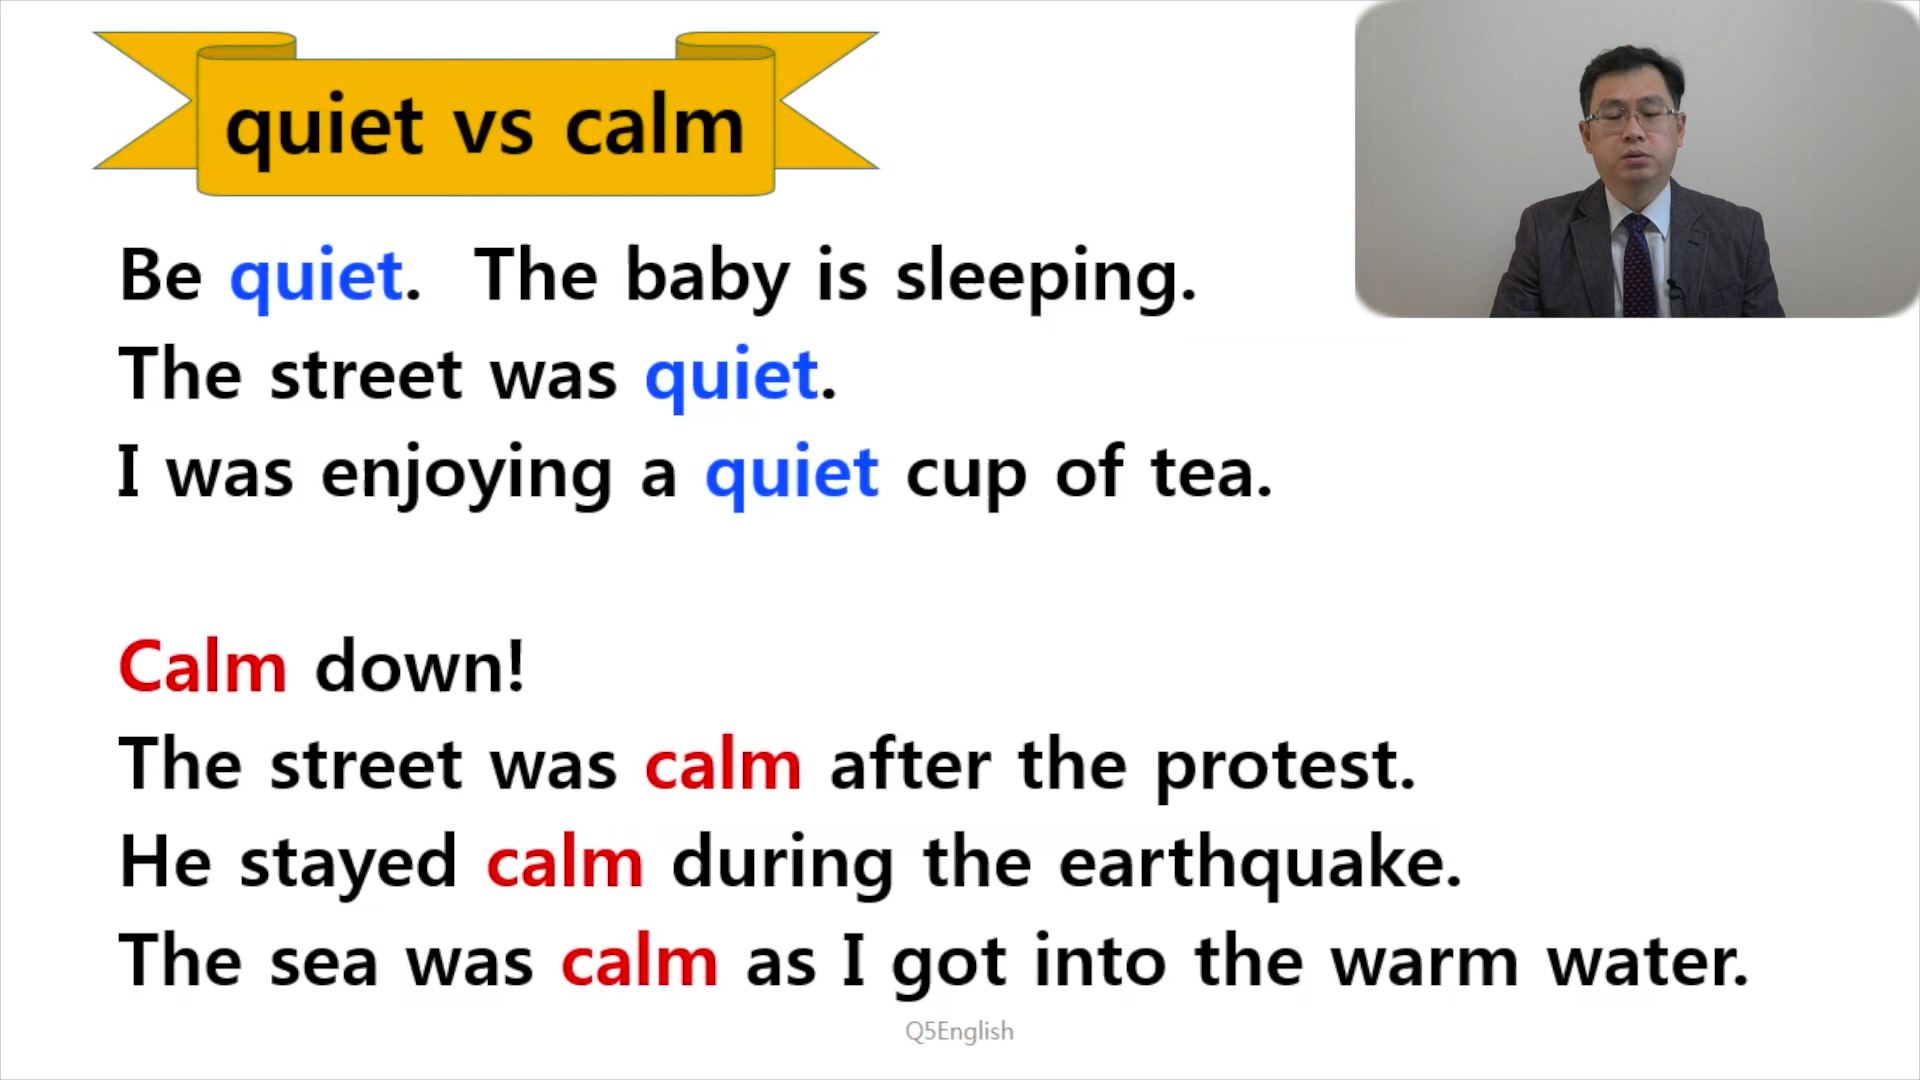 quiet vs calm
Be quiet. The baby is sleeping.
The street was quiet.
I was enjoying a quiet cup of tea.
Calm down!
The street was calm after the protest.
He stayed calm during the earthquake.
The sea was calm as I got into the warm water.
Q5English